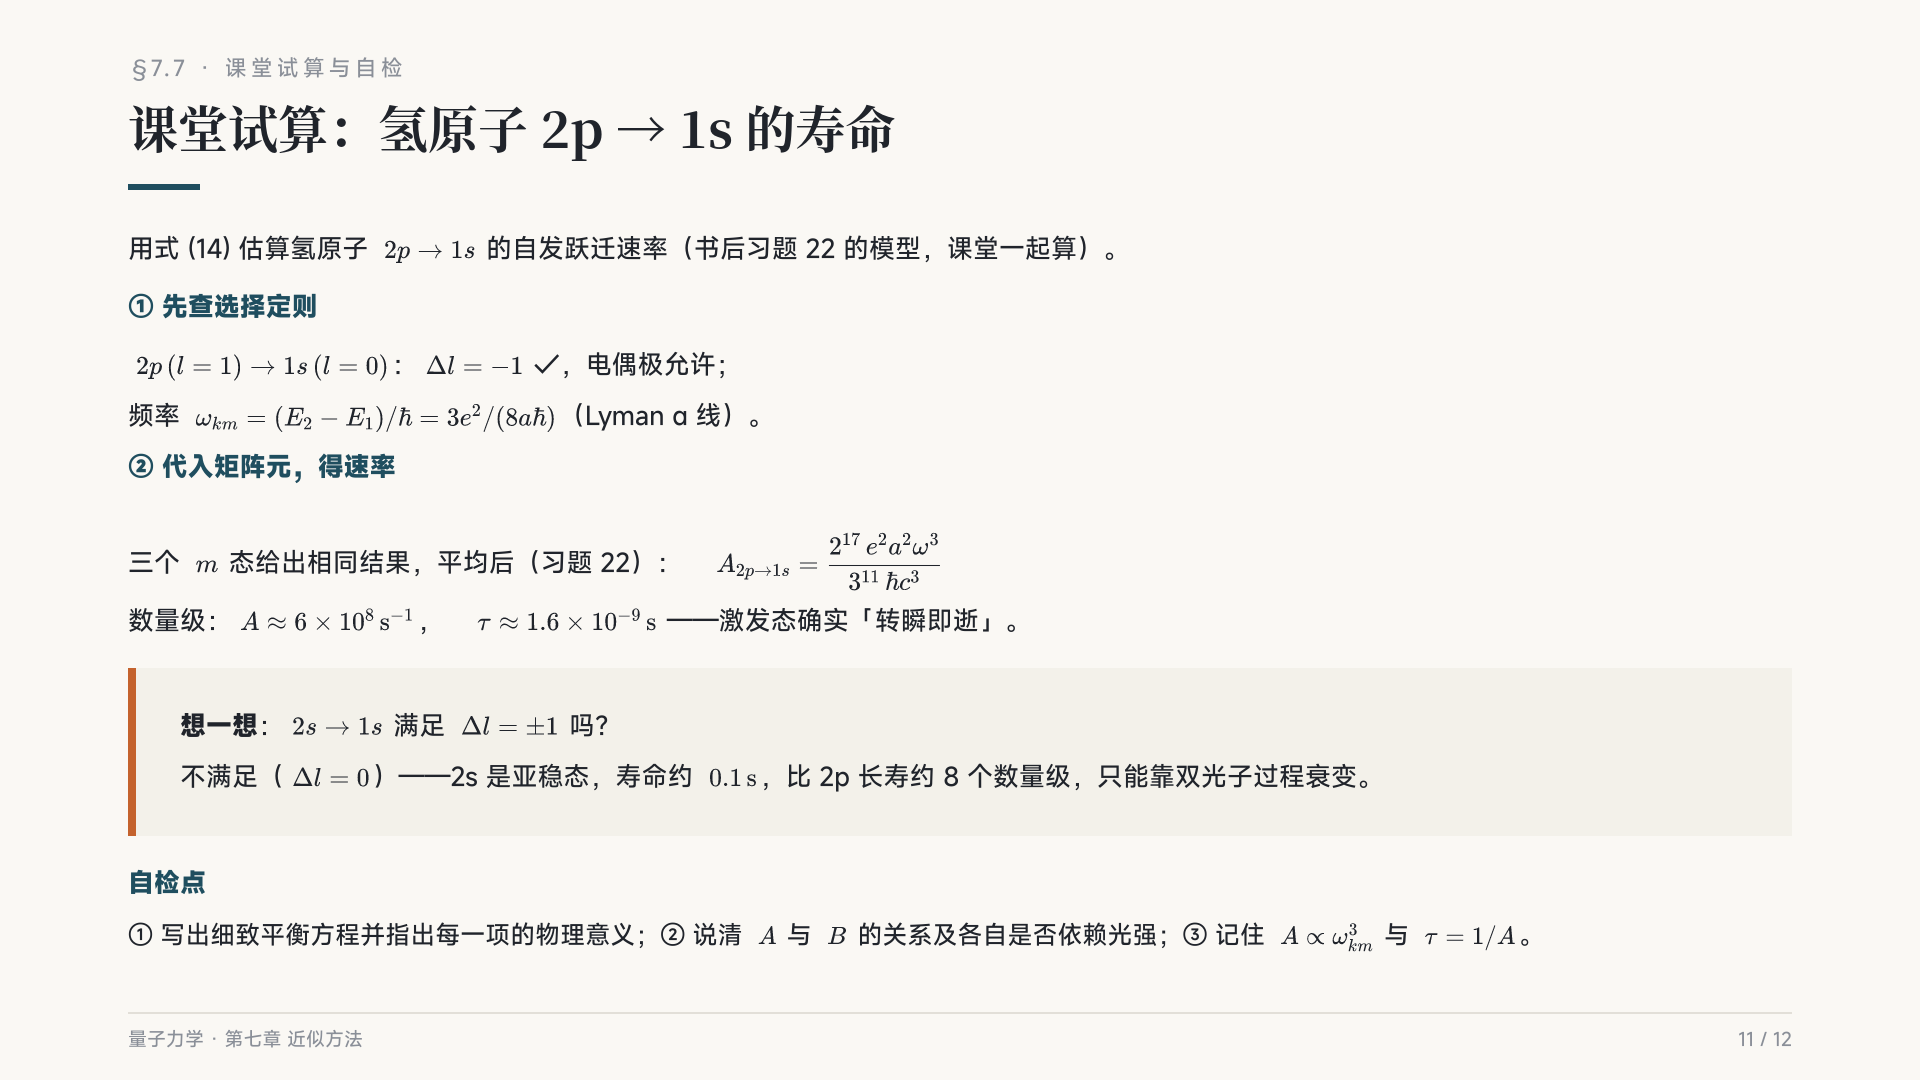 §7.7 · 课堂试算与自检
课堂试算：氢原子 2p → 1s 的寿命
用式 (14) 估算氢原子 2p → 1s 的自发跃迁速率（书后习题 22 的模型，课堂一起算）。
① 先查选择定则
2p (l = 1) → 1s (l = 0)： Δl = −1 ✓，电偶极允许；
频率 ω_{km} = (E₂ − E₁)/ħ = 3e²/(8aħ)（Lyman α 线）。
② 代入矩阵元，得速率
三个 m 态给出相同结果，平均后（习题 22）： A_{2p→1s} = \frac{2^{17} e^2 a^2 ω^3}{3^{11} ħc^3}
数量级： A ≈ 6 × 10⁸ s⁻¹， τ ≈ 1.6 × 10⁻⁹ s ——激发态确实「转瞬即逝」。
想一想： 2s → 1s 满足 Δl = ±1 吗？
不满足（ Δl = 0）——2s 是亚稳态，寿命约 0.1 s，比 2p 长寿约 8 个数量级，只能靠双光子过程衰变。
自检点
① 写出细致平衡方程并指出每一项的物理意义；② 说清 A 与 B 的关系及各自是否依赖光强；③ 记住 A ∝ ω_{km}^3 与 τ = 1/A。
量子力学 · 第七章 近似方法
11 / 12